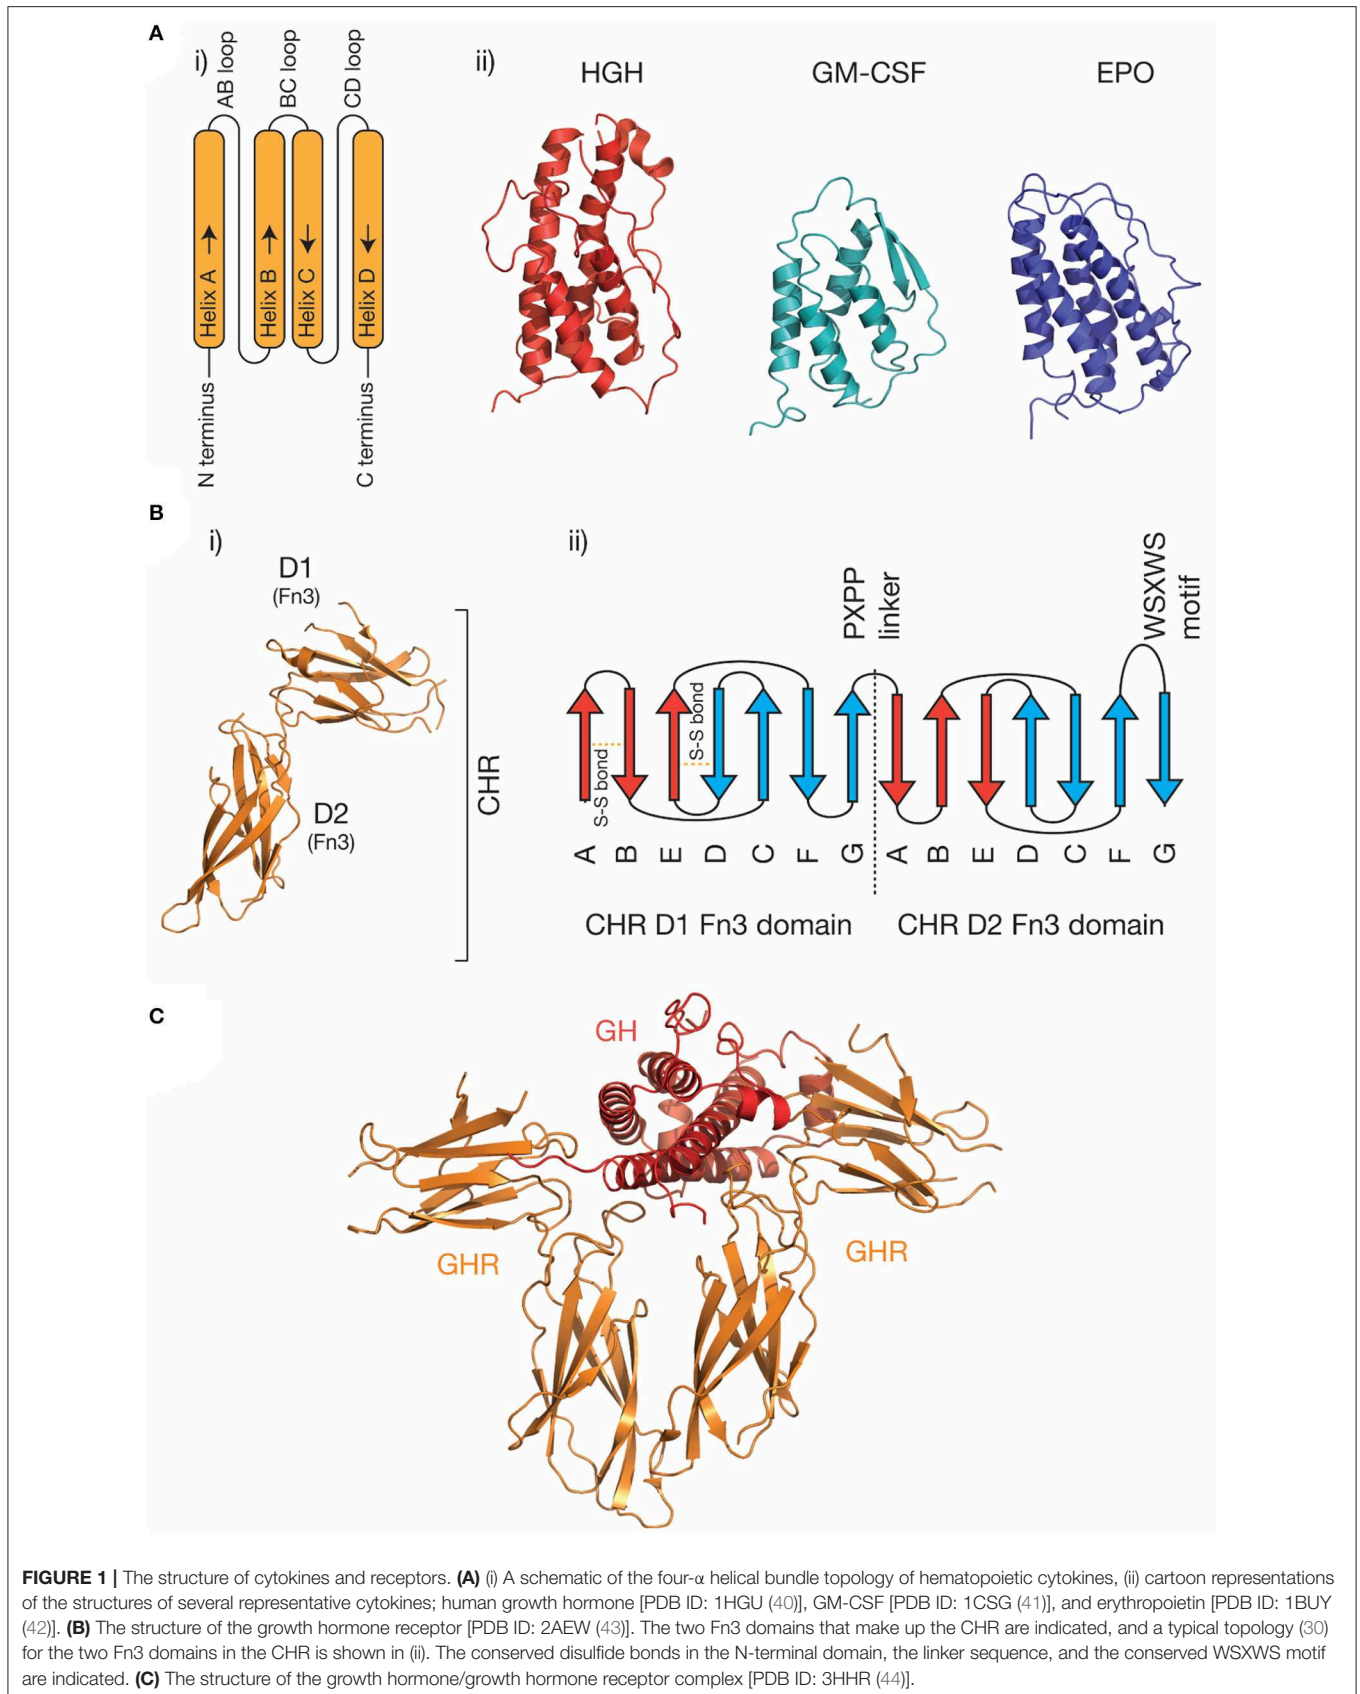 A
i)
AB loop
BC loop
CD loop
Helix A
Helix B
Helix C
Helix D
N terminus
C terminus
ii)
HGH
GM-CSF
EPO
B
i)
D1
(Fn3)
D2
(Fn3)
CHR
ii)
PXPP
linker
WSXWS
motif
S-S bond
S-S bond
A B E D C F G A B E D C F G
CHR D1 Fn3 domain
CHR D2 Fn3 domain
C
GH
GHR
GHR
FIGURE 1 | The structure of cytokines and receptors. (A) (i) A schematic of the four-α helical bundle topology of hematopoietic cytokines, (ii) cartoon representations
of the structures of several representative cytokines; human growth hormone [PDB ID: 1HGU (40)], GM-CSF [PDB ID: 1CSG (41)], and erythropoietin [PDB ID: 1BUY
(42)]. (B) The structure of the growth hormone receptor [PDB ID: 2AEW (43)]. The two Fn3 domains that make up the CHR are indicated, and a typical topology (30)
for the two Fn3 domains in the CHR is shown in (ii). The conserved disulfide bonds in the N-terminal domain, the linker sequence, and the conserved WSXWS motif
are indicated. (C) The structure of the growth hormone/growth hormone receptor complex [PDB ID: 3HHR (44)].